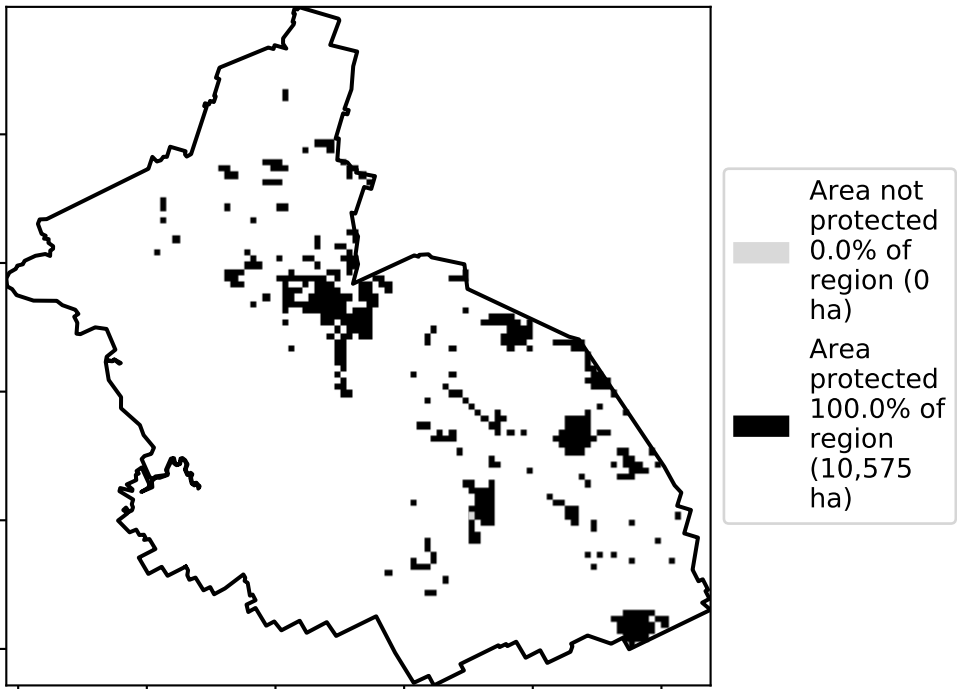 Area not
protected
0.0% of
region (0
ha)
Area
protected
100.0% of
region
(10,575
ha)